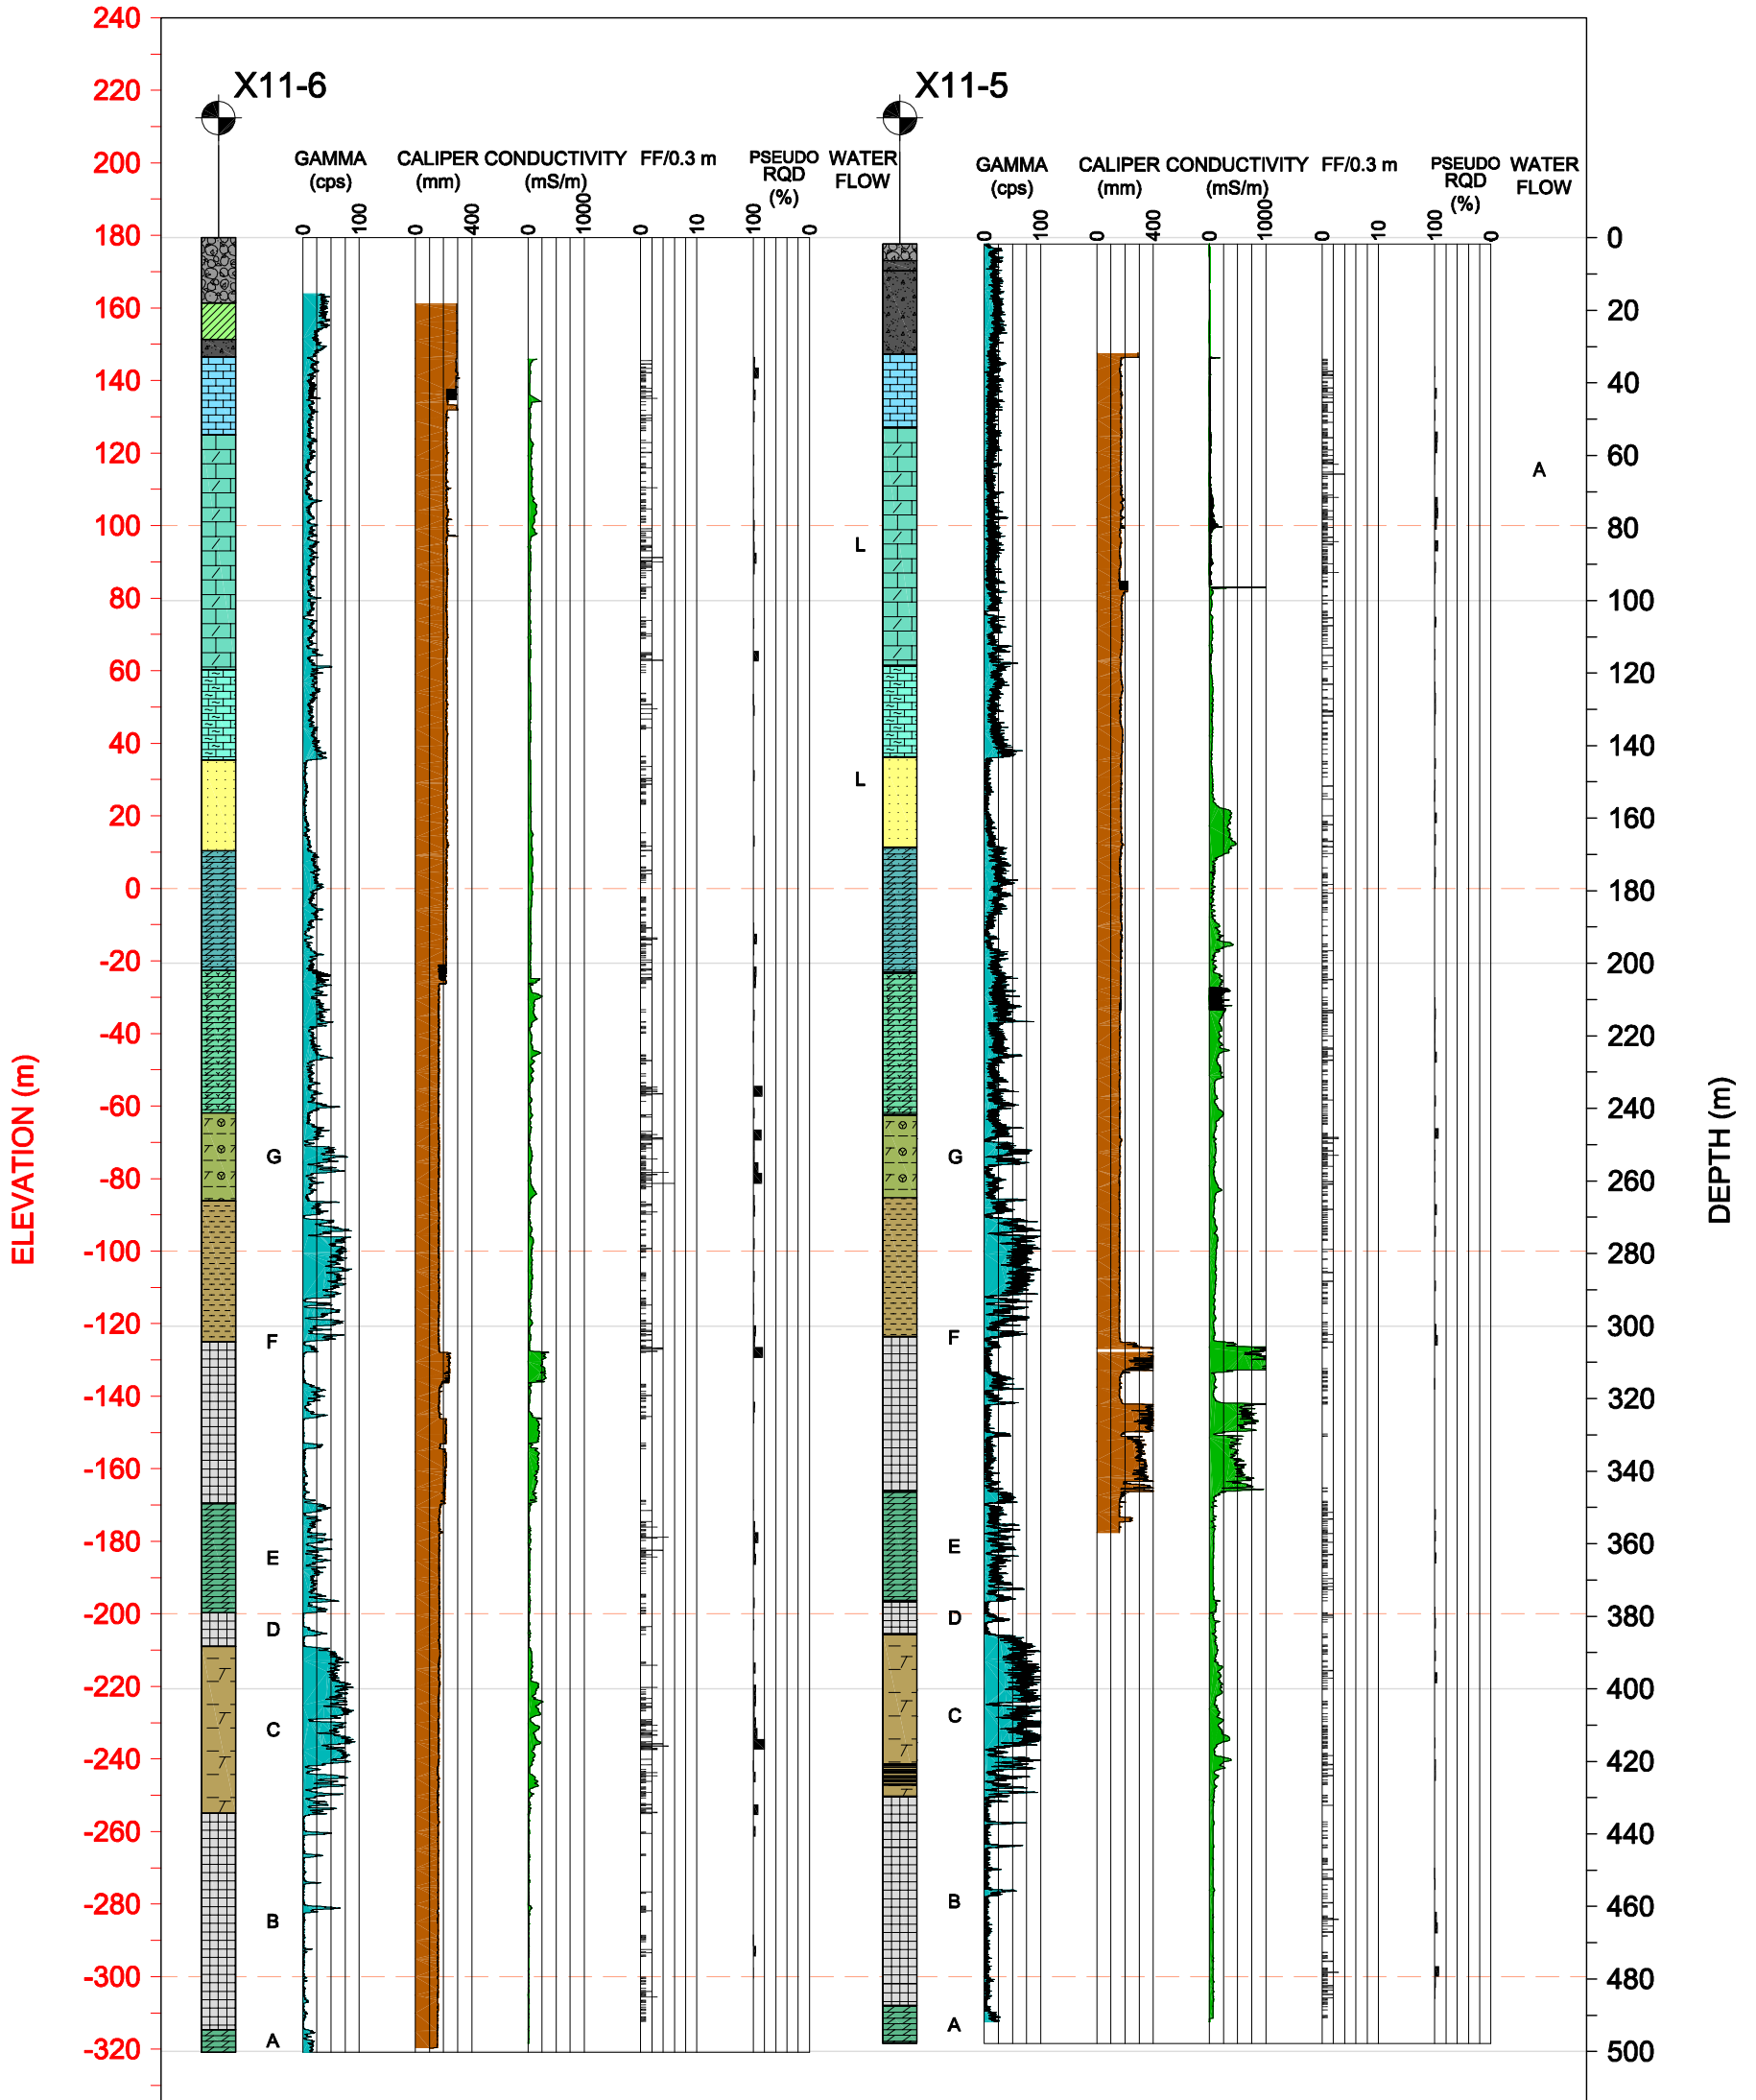 X11-6
X11-5
GAMMA
(cps)
CALIPER
(mm)
CONDUCTIVITY
(mS/m)
FF/0.3 m
PSEUDO
RQD
(%)
WATER
FLOW
GAMMA
(cps)
CALIPER
(mm)
CONDUCTIVITY
(mS/m)
FF/0.3 m
PSEUDO
RQD
(%)
WATER
FLOW
0
100
0
400
0
1000
0
10
100
0
0
100
0
400
0
1000
0
10
100
0
ELEVATION (m)
240
220
200
180
160
140
120
100
80
60
40
20
0
-20
-40
-60
-80
-100
-120
-140
-160
-180
-200
-220
-240
-260
-280
-300
-320
G
F
E
D
C
B
A
L
L
G
F
E
D
C
B
A
A
0
20
40
60
80
100
120
140
160
180
200
220
240
260
280
300
320
340
360
380
400
420
440
460
480
500
DEPTH (m)